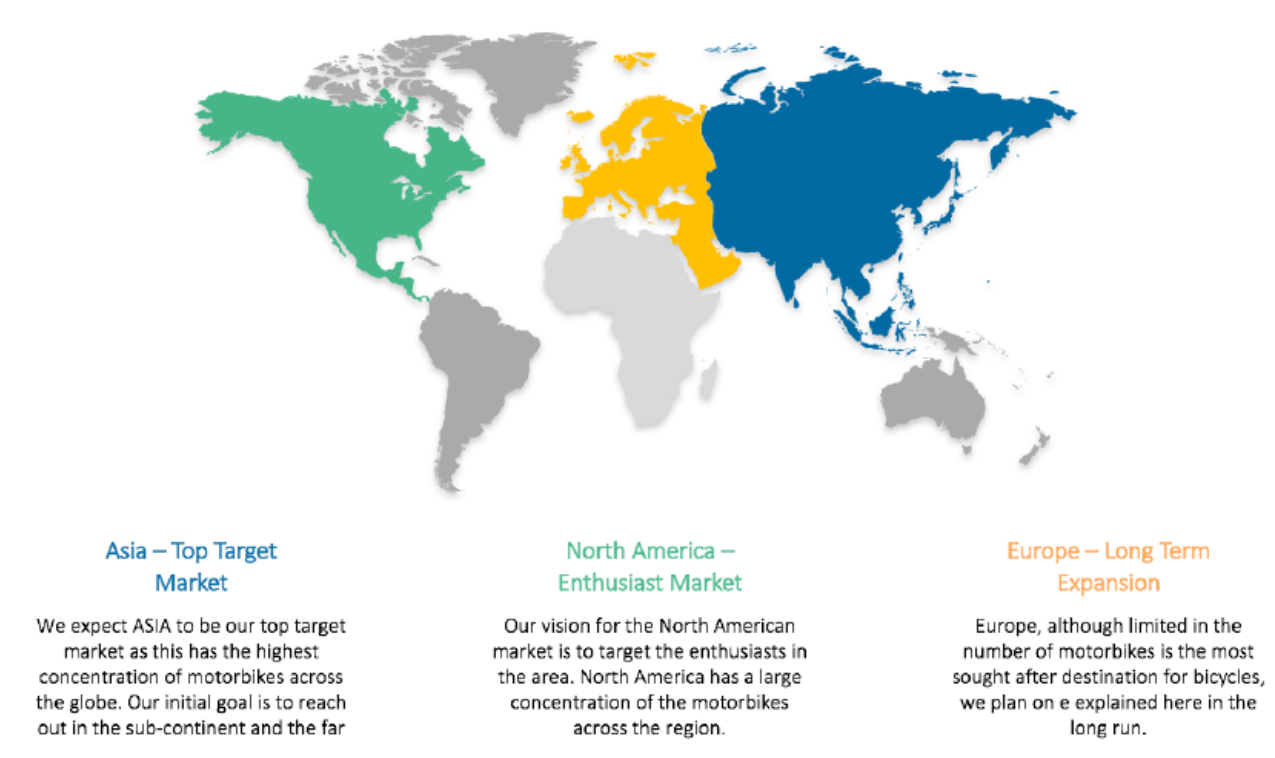 Asia – Top Target
Market
We expect ASIA to be our top target
market as this has the highest
concentration of motorbikes across
the globe. Our initial goal is to reach
out in the sub-continent and the far
North America –
Enthusiast Market
Our vision for the North American
market is to target the enthusiasts in
the area. North America has a large
concentration of the motorbikes
across the region.
Europe – Long Term
Expansion
Europe, although limited in the
number of motorbikes is the most
sought after destination for bicycles,
we plan on e explained here in the
long run.